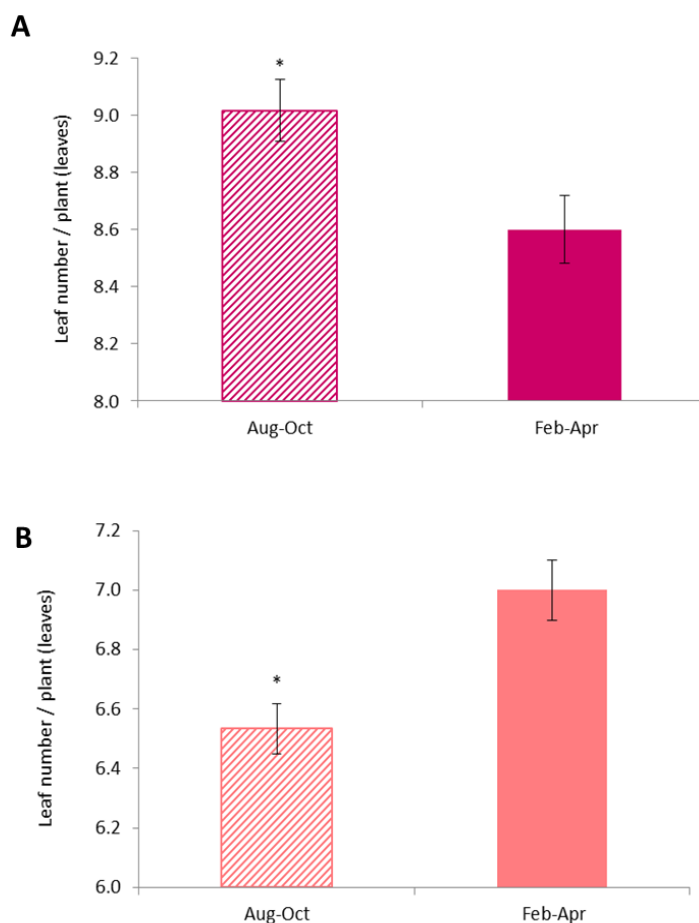 A
Leaf number / plant (leaves)
9.2
9.0
8.8
8.6
8.4
8.2
8.0
*
Aug-Oct
Feb-Apr
B
Leaf number / plant (leaves)
7.2
7.0
6.8
6.6
6.4
6.2
6.0
*
Aug-Oct
Feb-Apr